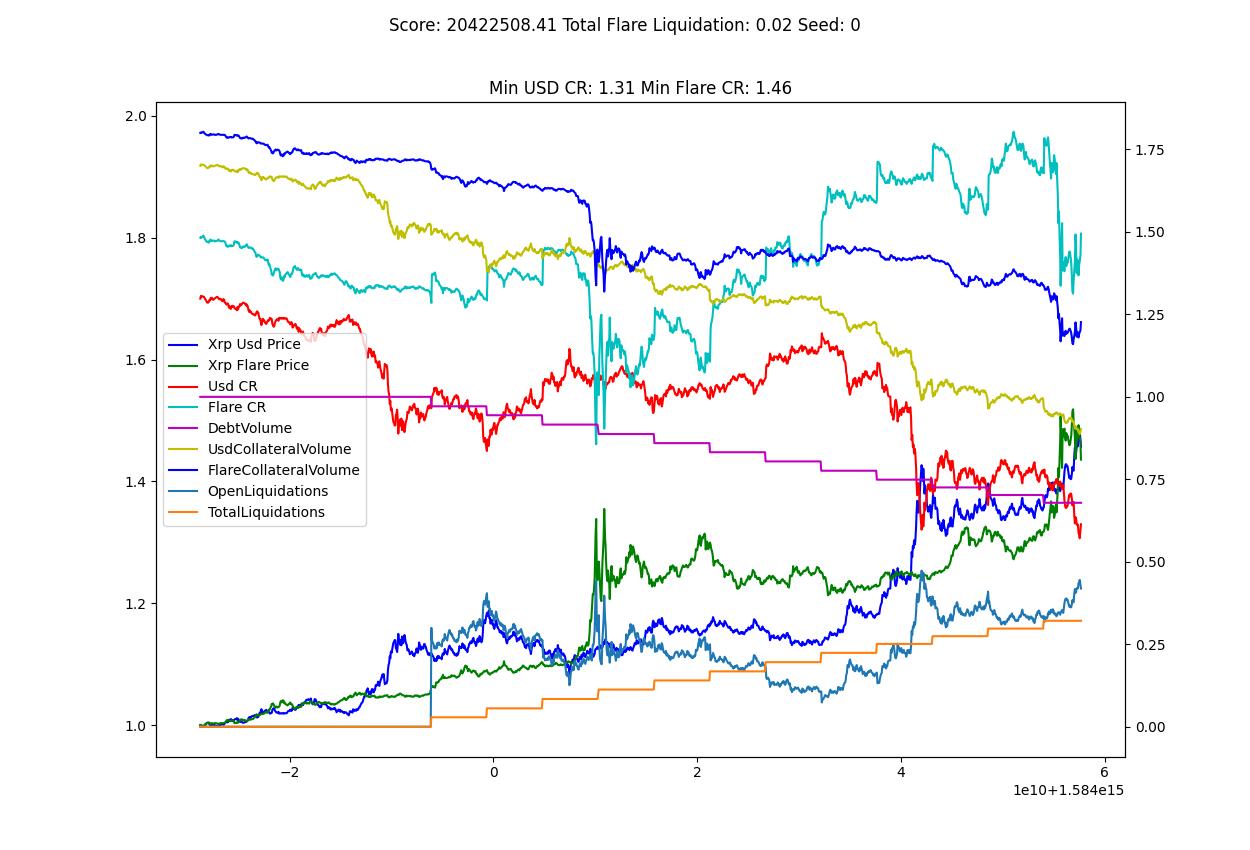 Score: 20422508.41 Total Flare Liquidation: 0.02 Seed: 0
Min USD CR: 1.31 Min Flare CR: 1.46
2.0
1.8
1.6
1.4
1.2
1.0
Xrp Usd Price
Xrp Flare Price
Usd CR
Flare CR
DebtVolume
UsdCollateralVolume
FlareCollateralVolume
OpenLiquidations
TotalLiquidations
1.75
1.50
1.25
1.00
0.75
0.50
0.25
0.00
−2 0 2 4 6
1e10+1.584e15